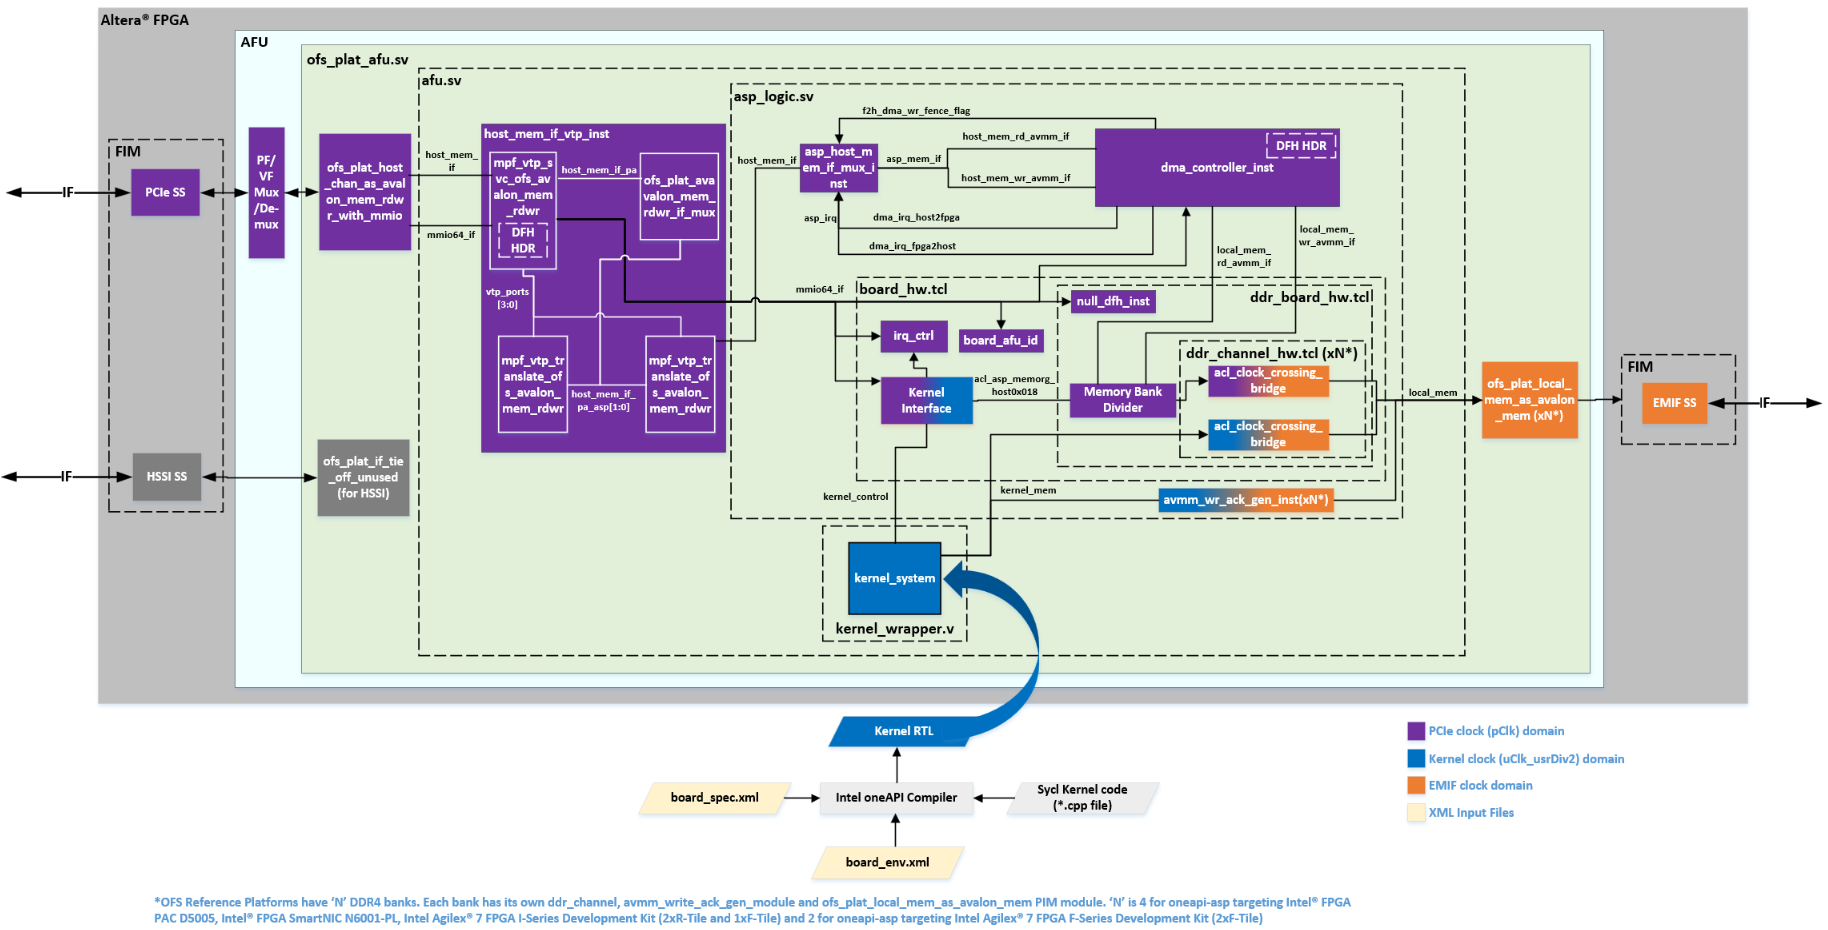 Altera® FPGA
AFU
ofs_plat_afu.sv
afu.sv
asp_logic.sv
FIM
IF
PCIe SS
PF/
VF
Mux
/De-
mux
ofs_plat_host
_chan_as_aval
on_mem_rdw
r_with_mmio
host_mem_
if
mmio64_if
host_mem_if_vtp_inst
mpf_vtp_s
vc_ofs_av
alon_mem
_rdwr
DFH
HDR
host_mem_if_pa
ofs_plat_ava
valon_mem_
rdwr_if_mux
vtp_ports
[3:0]
mpf_vtp_tr
anslate_of
s_avalon_
mem_rdwr
host_mem_if_
pa_asp[1:0]
mpf_vtp_tr
anslate_of
s_avalon_
mem_rdwr
host_mem_if
f2h_dma_wr_fence_flag
asp_host_m
em_if_mux_i
nst
asp_mem_if
host_mem_rd_avmm_if
host_mem_wr_avmm_if
DFH HDR
dma_controller_inst
asp_irq
dma_irq_host2fpga
dma_irq_fpga2host
local_mem_
rd_avmm_if
local_mem_
wr_avmm_if
mmio64_if
board_hw.tcl
ddr_board_hw.tcl
null_dfh_inst
irq_ctrl
board_afu_id
ddr_channel_hw.tcl (xN*)
acl_clock_crossing_
bridge
Kernel
Interface
acl_asp_memorg_
host0x018
Memory Bank
Divider
acl_clock_crossing_
bridge
local_mem
ofs_plat_local_
mem_as_avalon
_mem (xN*)
FIM
EMIF SS
IF
IF
HSSI SS
ofs_plat_if_tie
_off_unused
(for HSSI)
kernel_control
kernel_mem
avmm_wr_ack_gen_inst(xN*)
kernel_system
kernel_wrapper.v
Kernel RTL
board_spec.xml
Intel oneAPI Compiler
Sycl Kernel code
(*.cpp file)
board_env.xml
PCIe clock (pClk) domain
Kernel clock (uClk_usrDiv2) domain
EMIF clock domain
XML Input Files
*OFS Reference Platforms have ‘N’ DDR4 banks. Each bank has its own ddr_channel, avmm_write_ack_gen_module and ofs_plat_local_mem_as_avalon_mem PIM module. ‘N’ is 4 for oneapi-asp targeting Intel® FPGA
PAC D5005, Intel® FPGA SmartNIC N6001-PL, Intel Agilex® 7 FPGA I-Series Development Kit (2xR-Tile and 1xF-Tile) and 2 for oneapi-asp targeting Intel Agilex® 7 FPGA F-Series Development Kit (2xF-Tile)